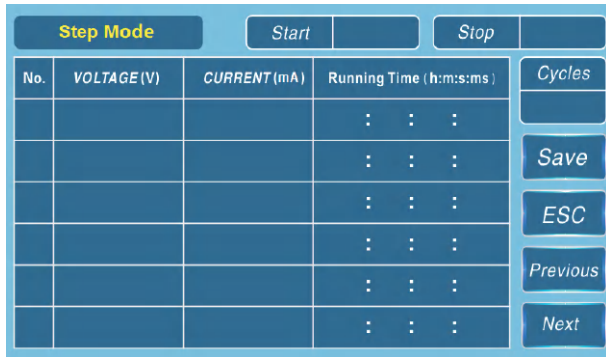 Step Mode Start Stop
No. VOLTAGE(V) CURRENT(mA) Running Time(h:m:s:ms) Cycles
: : :
: : :
Save
: : :
ESC
: : :
Previous
: : :
Next
: : :